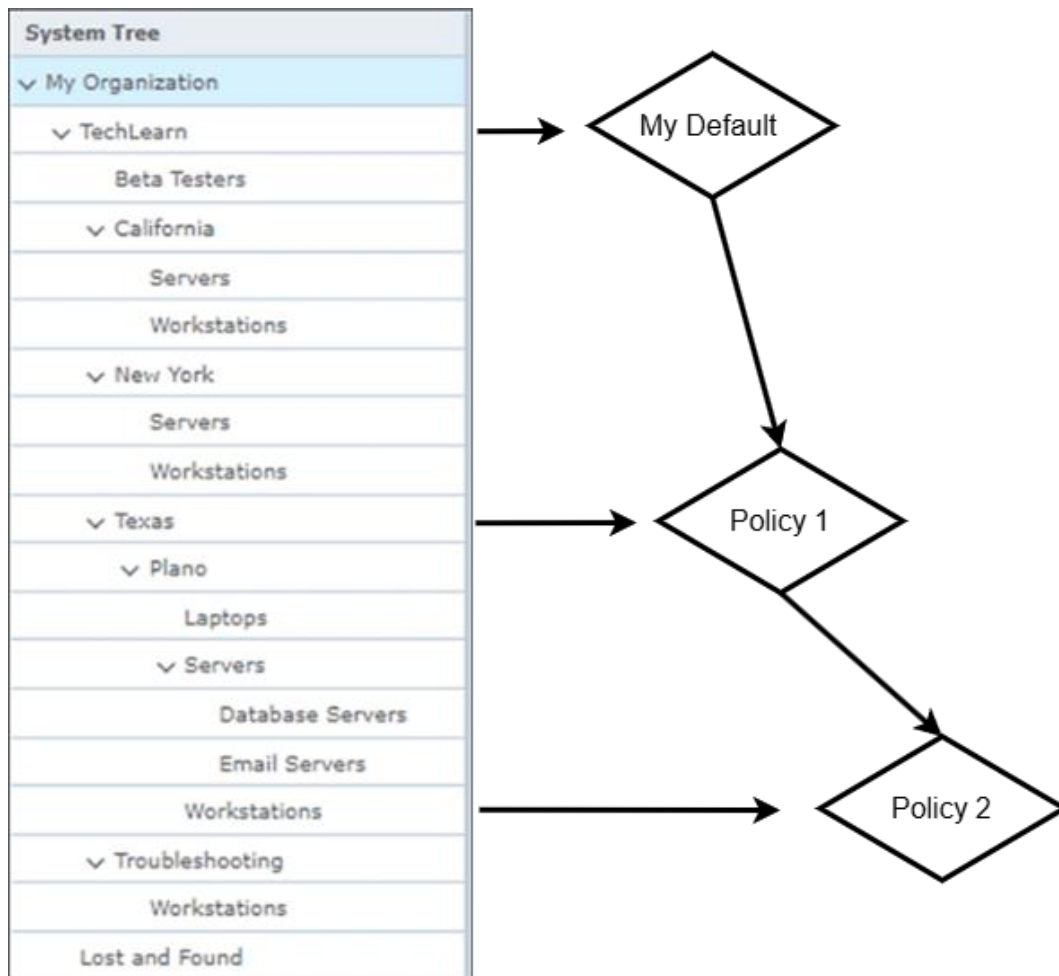 System Tree
My Organization
TechLearn
My Default
Beta Testers
California
Servers
Workstations
New York
Servers
Workstations
Texas
Policy 1
Plano
Laptops
Servers
Database Servers
Email Servers
Workstations
Policy 2
Troubleshooting
Workstations
Lost and Found